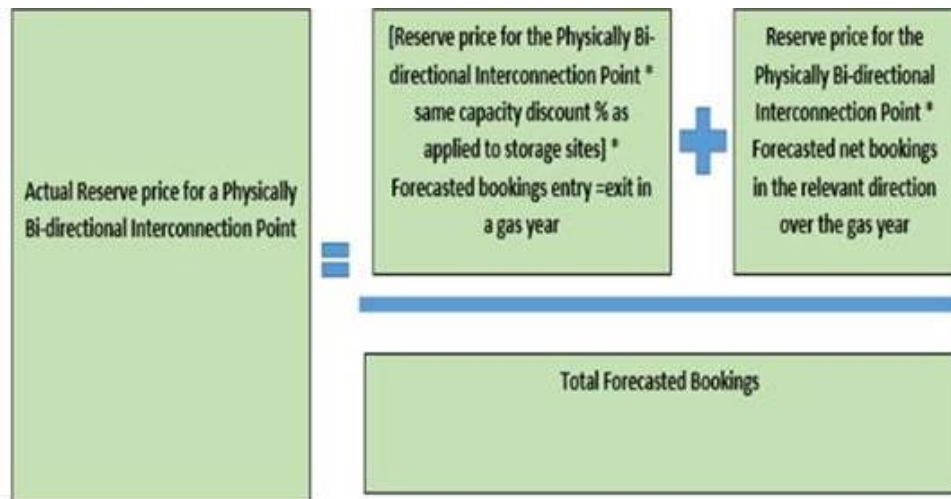 Actual Reserve price for a Physically
Bi-directional Interconnection Point
[Reserve price for the Physically Bi-
directional Interconnection Point *
same capacity discount % as
applied to storage sites] *
Forecasted bookings entry =exit in
a gas year
Reserve price for the
Physically Bi-directional
Interconnection Point *
Forecasted net bookings
in the relevant direction
over the gas year
Total Forecasted Bookings